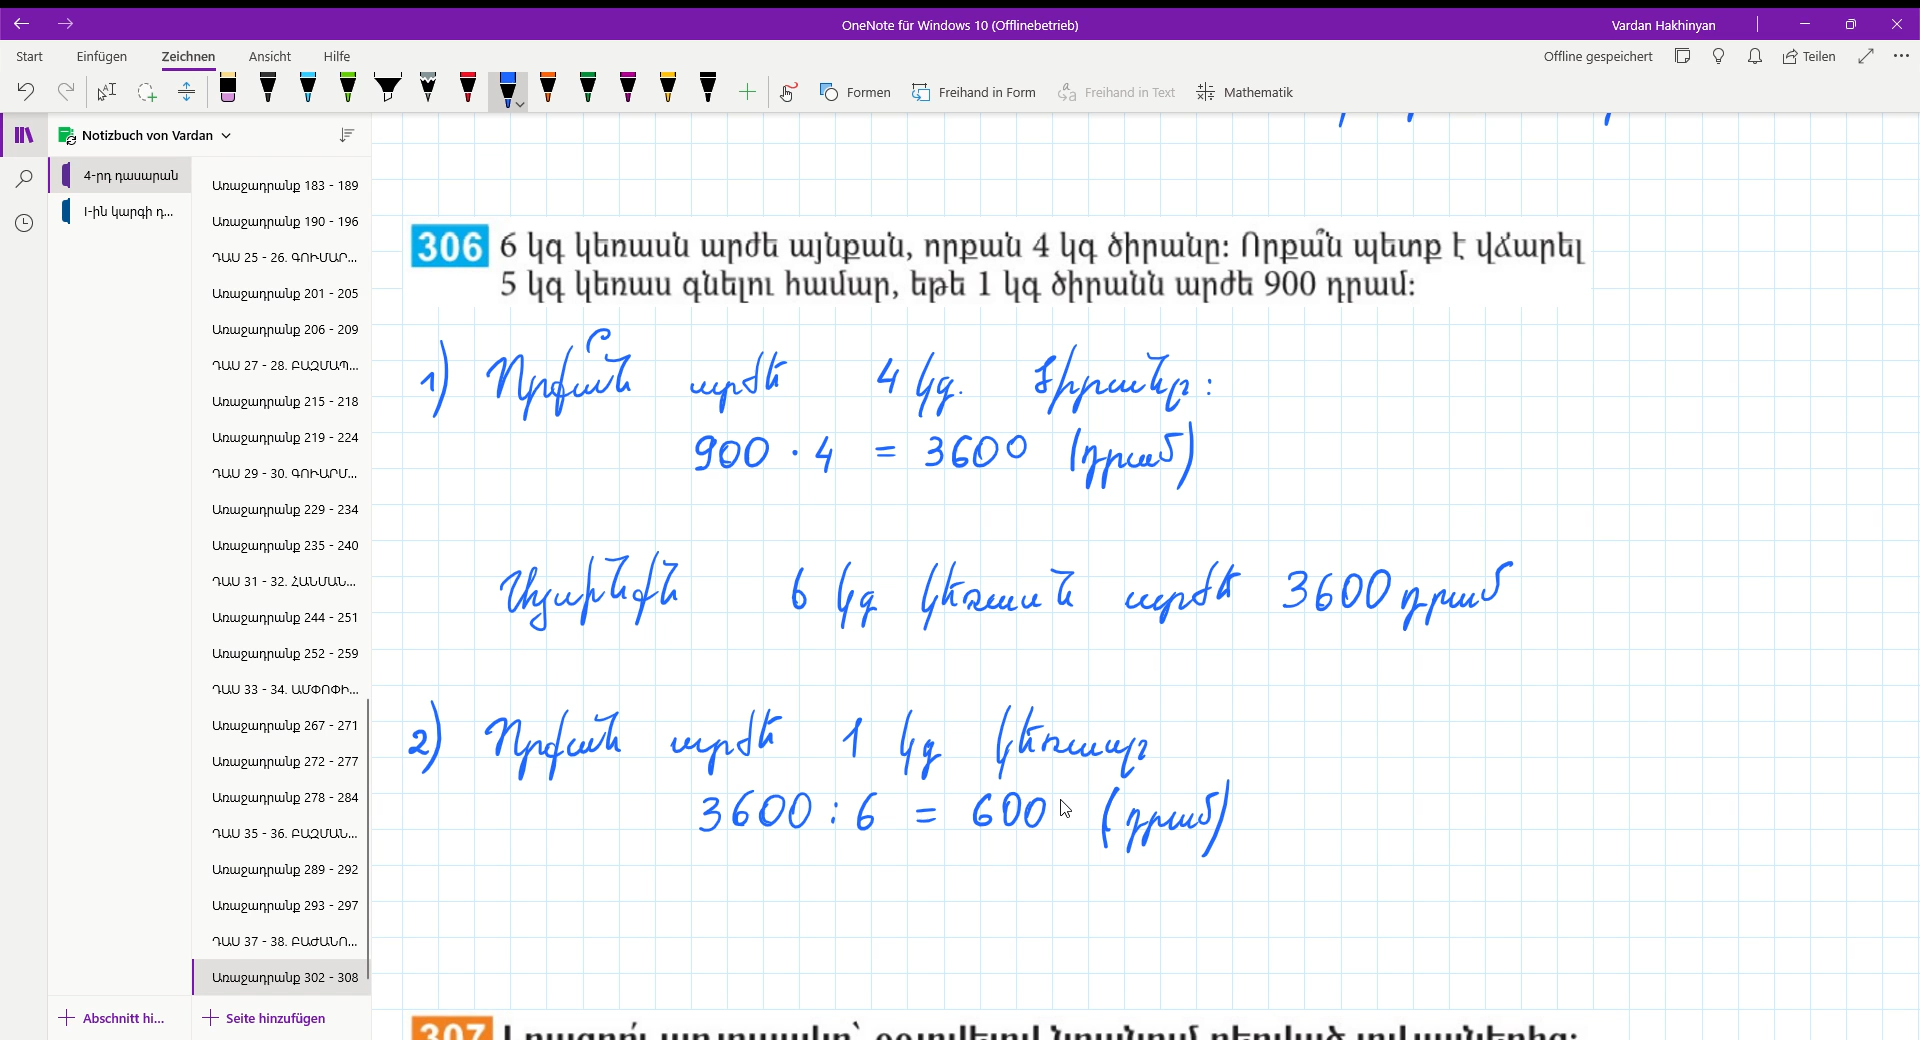 OneNote für Windows 10 (Offlinebetrieb)
Vardan Hakhinyan
Start Einfügen Zeichnen Ansicht Hilfe
Offline gespeichert Teilen
Formen Freihand in Form Freihand in Text Mathematik
Notizbuch von Vardan
4-րդ դասարան
I-ին կարգի դ...
Առաջադրանք 183 - 189
Առաջադրանք 190 - 196
ԴԱՍ 25 - 26. ԳՈՒՄԱՐ...
Առաջադրանք 201 - 205
Առաջադրանք 206 - 209
ԴԱՍ 27 - 28. ԲԱԶՄԱՊ...
Առաջադրանք 215 - 218
Առաջադրանք 219 - 224
ԴԱՍ 29 - 30. ԳՈՒԱՐՄ...
Առաջադրանք 229 - 234
Առաջադրանք 235 - 240
ԴԱՍ 31 - 32. ՀԱՆՄԱՆ...
Առաջադրանք 244 - 251
Առաջադրանք 252 - 259
ԴԱՍ 33 - 34. ԱՄՓՈՓԻ...
Առաջադրանք 267 - 271
Առաջադրանք 272 - 277
Առաջադրանք 278 - 284
ԴԱՍ 35 - 36. ԲԱԶՄԱՆ...
Առաջադրանք 289 - 292
Առաջադրանք 293 - 297
ԴԱՍ 37 - 38. ԲԱԺԱՆՈ...
Առաջադրանք 302 - 308
Abschnitt hi... Seite hinzufügen
306 6 կգ կեռասն արժե այնքան, որքան 4 կգ ծիրանը: Որքա՞ն պետք է վճարել
5 կգ կեռաս գնելու համար, եթե 1 կգ ծիրանն արժե 900 դրամ:
1) Որքա՞ն արժե 4 կգ. ծիրանը:
900 · 4 = 3600 (դրամ)
Այսինքն 6 կգ կեռասն արժե 3600 դրամ
2) Որքան արժե 1 կգ կեռասը
3600 : 6 = 600 (դրամ)
307